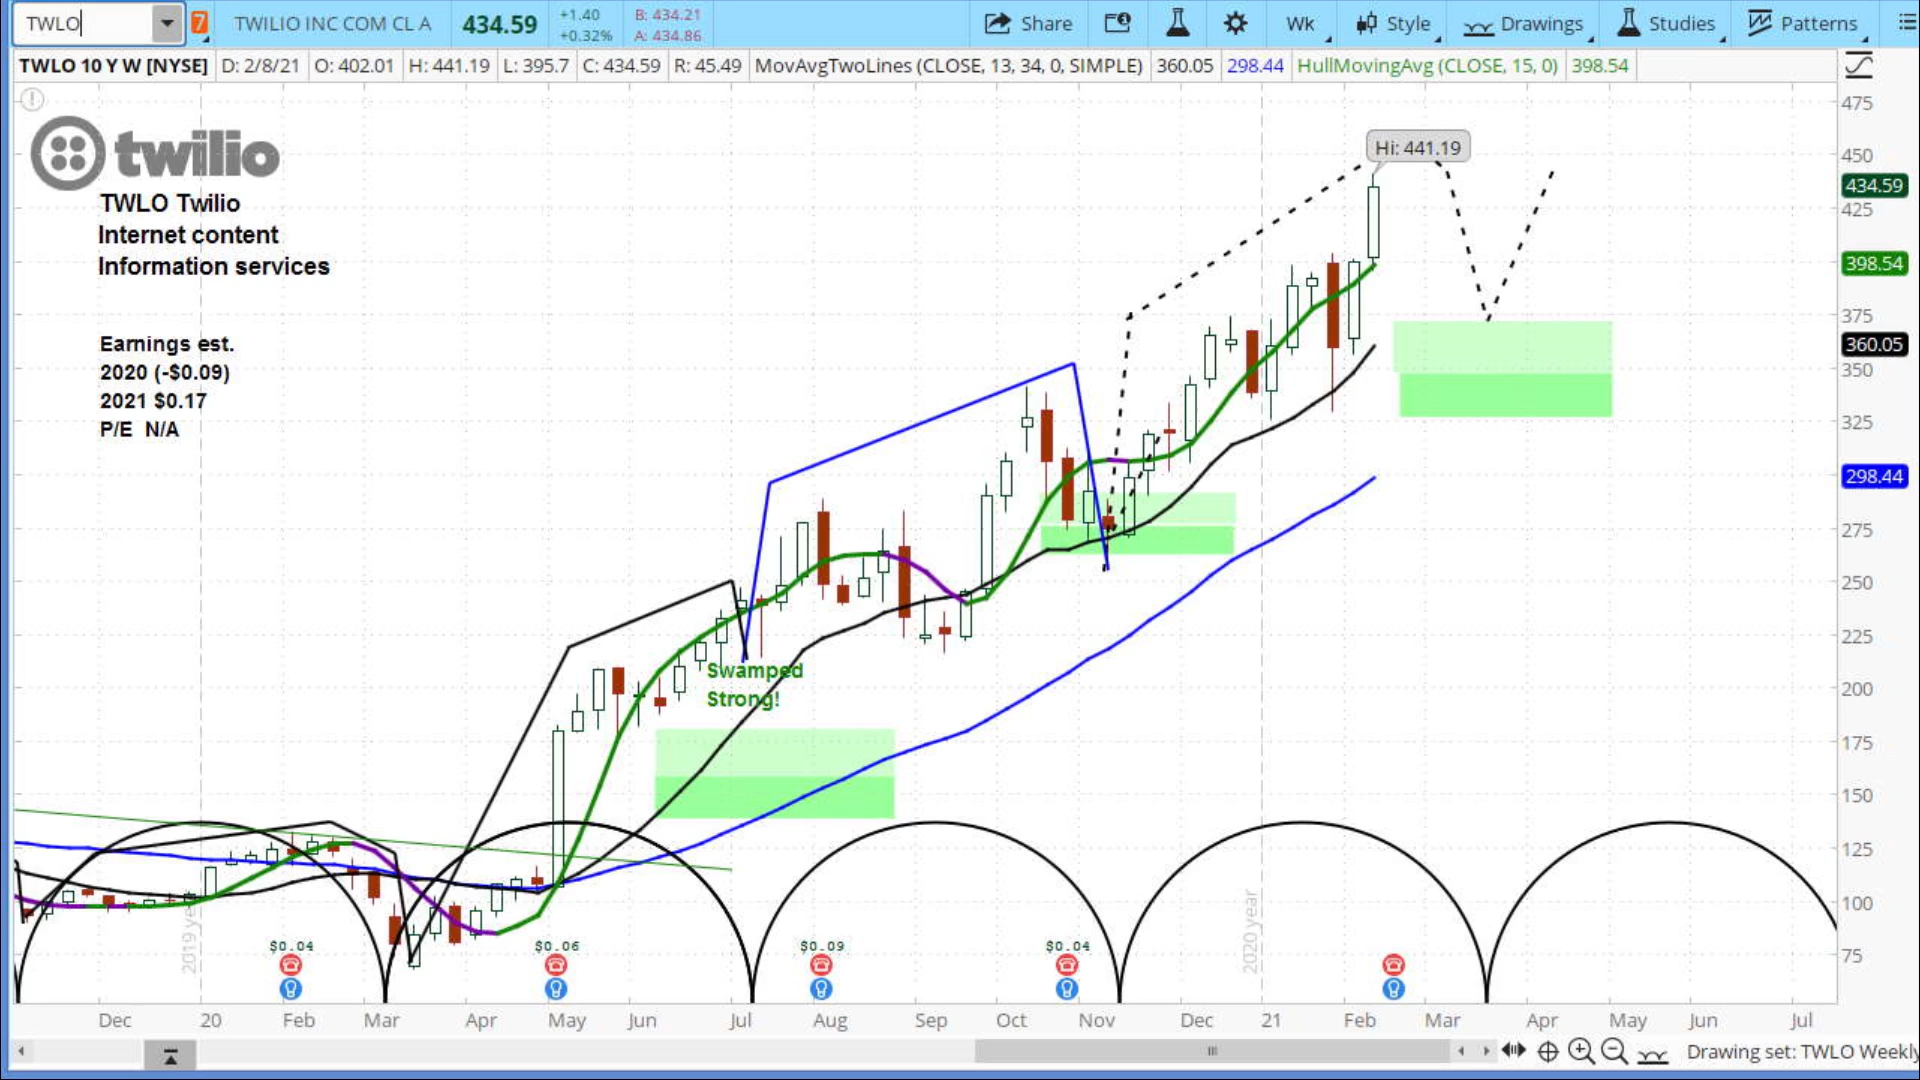 TWLO 7 TWILIO INC COM CL A 434.59 +1.40 +0.32% B: 434.21 A: 434.86 Share Wk Style Drawings Studies Patterns
TWLO 10 Y W [NYSE] D: 2/8/21 O: 402.01 H: 441.19 L: 395.7 C: 434.59 R: 45.49 MovAvgTwoLines (CLOSE, 13, 34, 0, SIMPLE) 360.05 298.44 HullMovingAvg (CLOSE, 15, 0) 398.54
twilio
TWLO Twilio
Internet content
Information services
Earnings est.
2020 (-$0.09)
2021 $0.17
P/E N/A
Hi: 441.19
Swamped
Strong!
475
450
434.59
425
398.54
375
360.05
350
325
298.44
275
250
225
200
175
150
125
100
75
2019 ye
2020 year
$0.04 $0.06 $0.09 $0.04
Dec 20 Feb Mar Apr May Jun Jul Aug Sep Oct Nov Dec 21 Feb Mar Apr May Jun Jul
Drawing set: TWLO Weekly